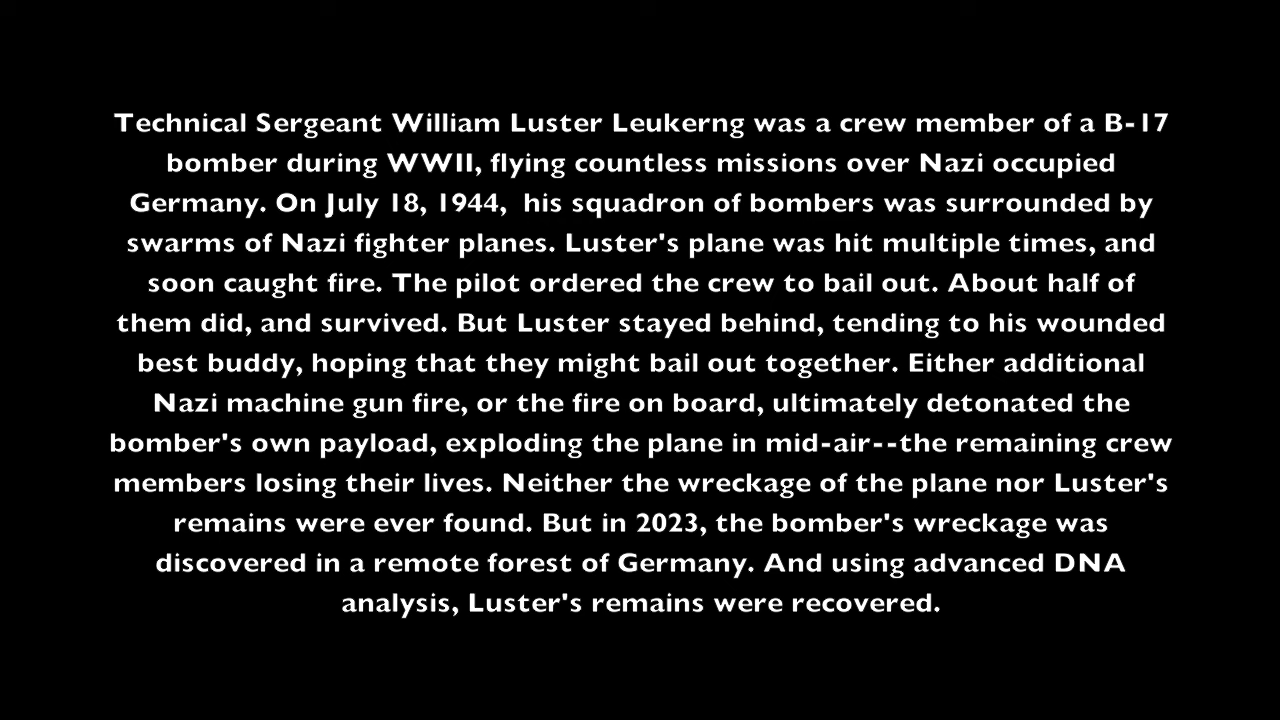 Technical Sergeant William Luster Leukerng was a crew member of a B-17
bomber during WWII, flying countless missions over Nazi occupied
Germany. On July 18, 1944,  his squadron of bombers was surrounded by
swarms of Nazi fighter planes. Luster's plane was hit multiple times, and
soon caught fire. The pilot ordered the crew to bail out. About half of
them did, and survived. But Luster stayed behind, tending to his wounded
best buddy, hoping that they might bail out together. Either additional
Nazi machine gun fire, or the fire on board, ultimately detonated the
bomber's own payload, exploding the plane in mid-air--the remaining crew
members losing their lives. Neither the wreckage of the plane nor Luster's
remains were ever found. But in 2023, the bomber's wreckage was
discovered in a remote forest of Germany. And using advanced DNA
analysis, Luster's remains were recovered.